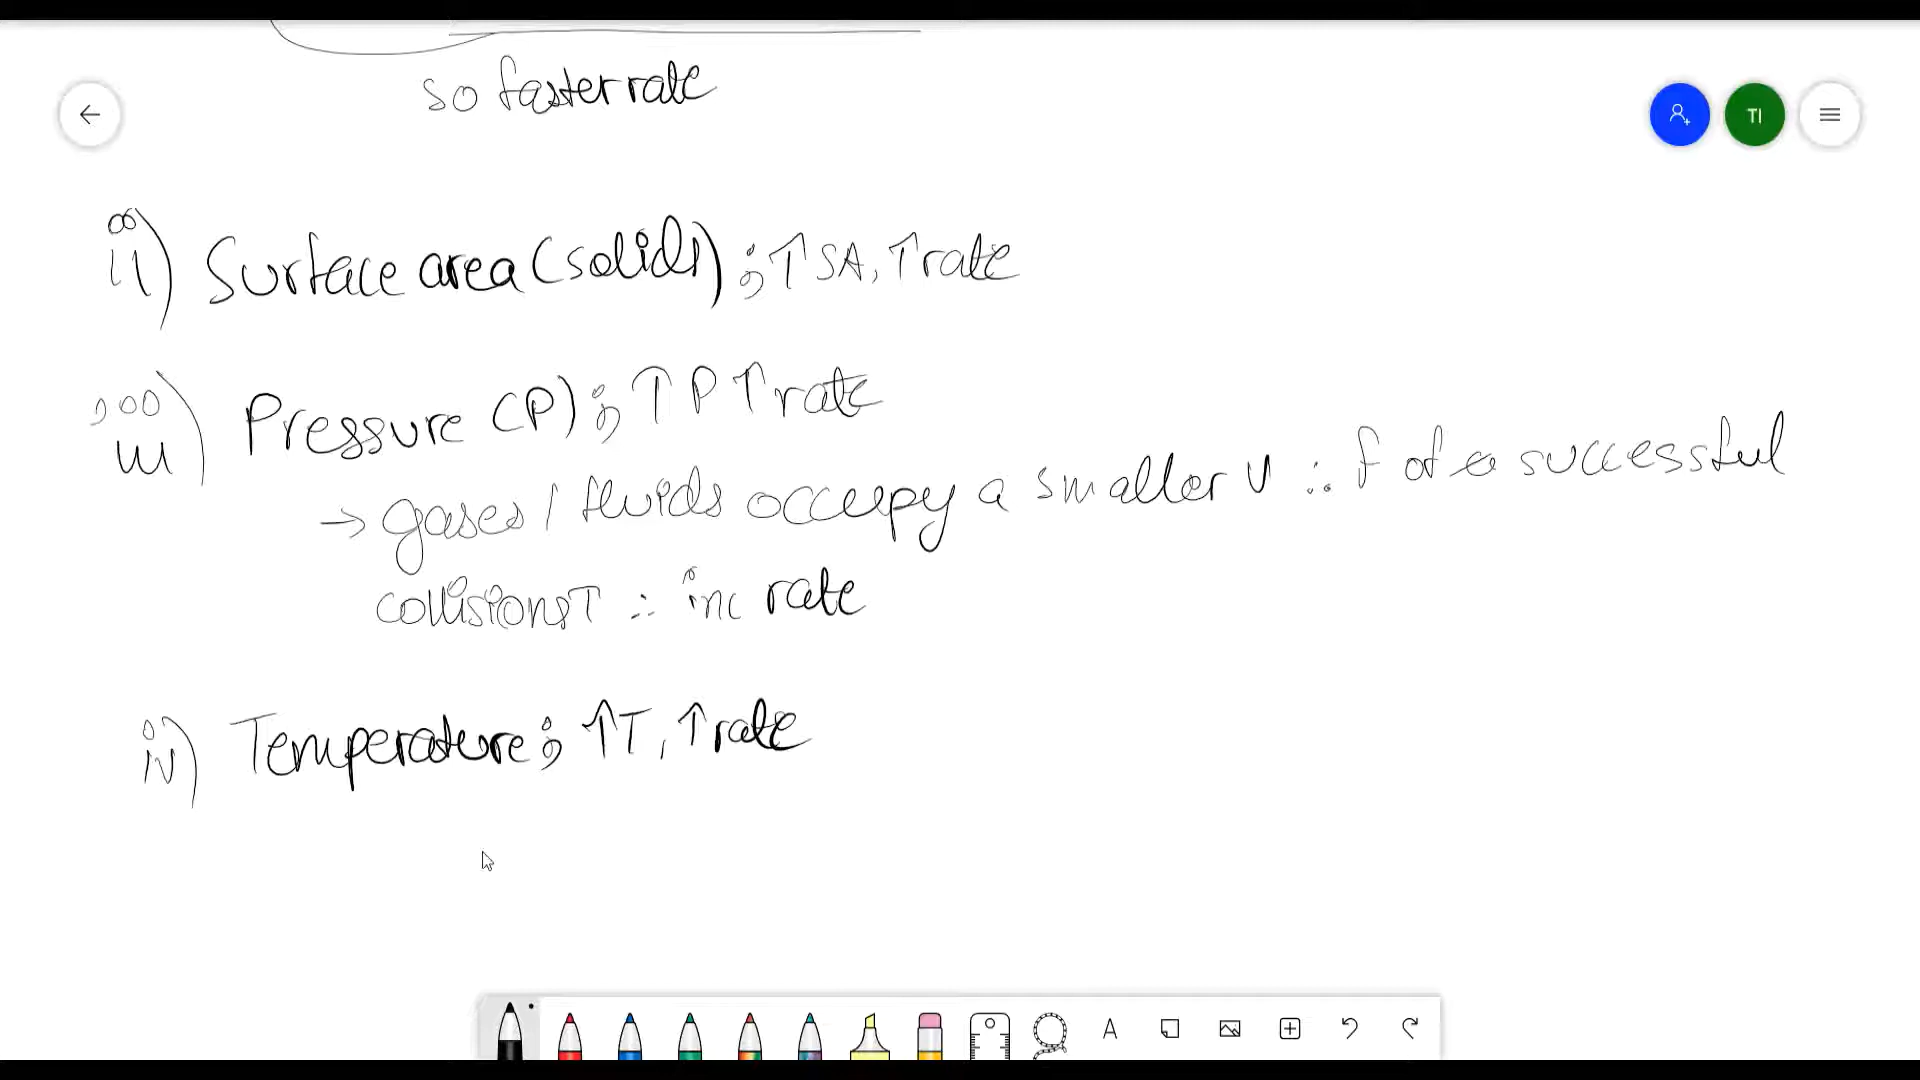 so faster rate
TI
ii) Surface area (solids) ; ↑ SA, ↑ rate
iii) Pressure (P) ; ↑ P ↑ rate
→ gases / fluids occupy a smaller V ∴ f of successful
collisions ↑ ∴ inc rate
iv) Temperature ; ↑ T, ↑ rate
A